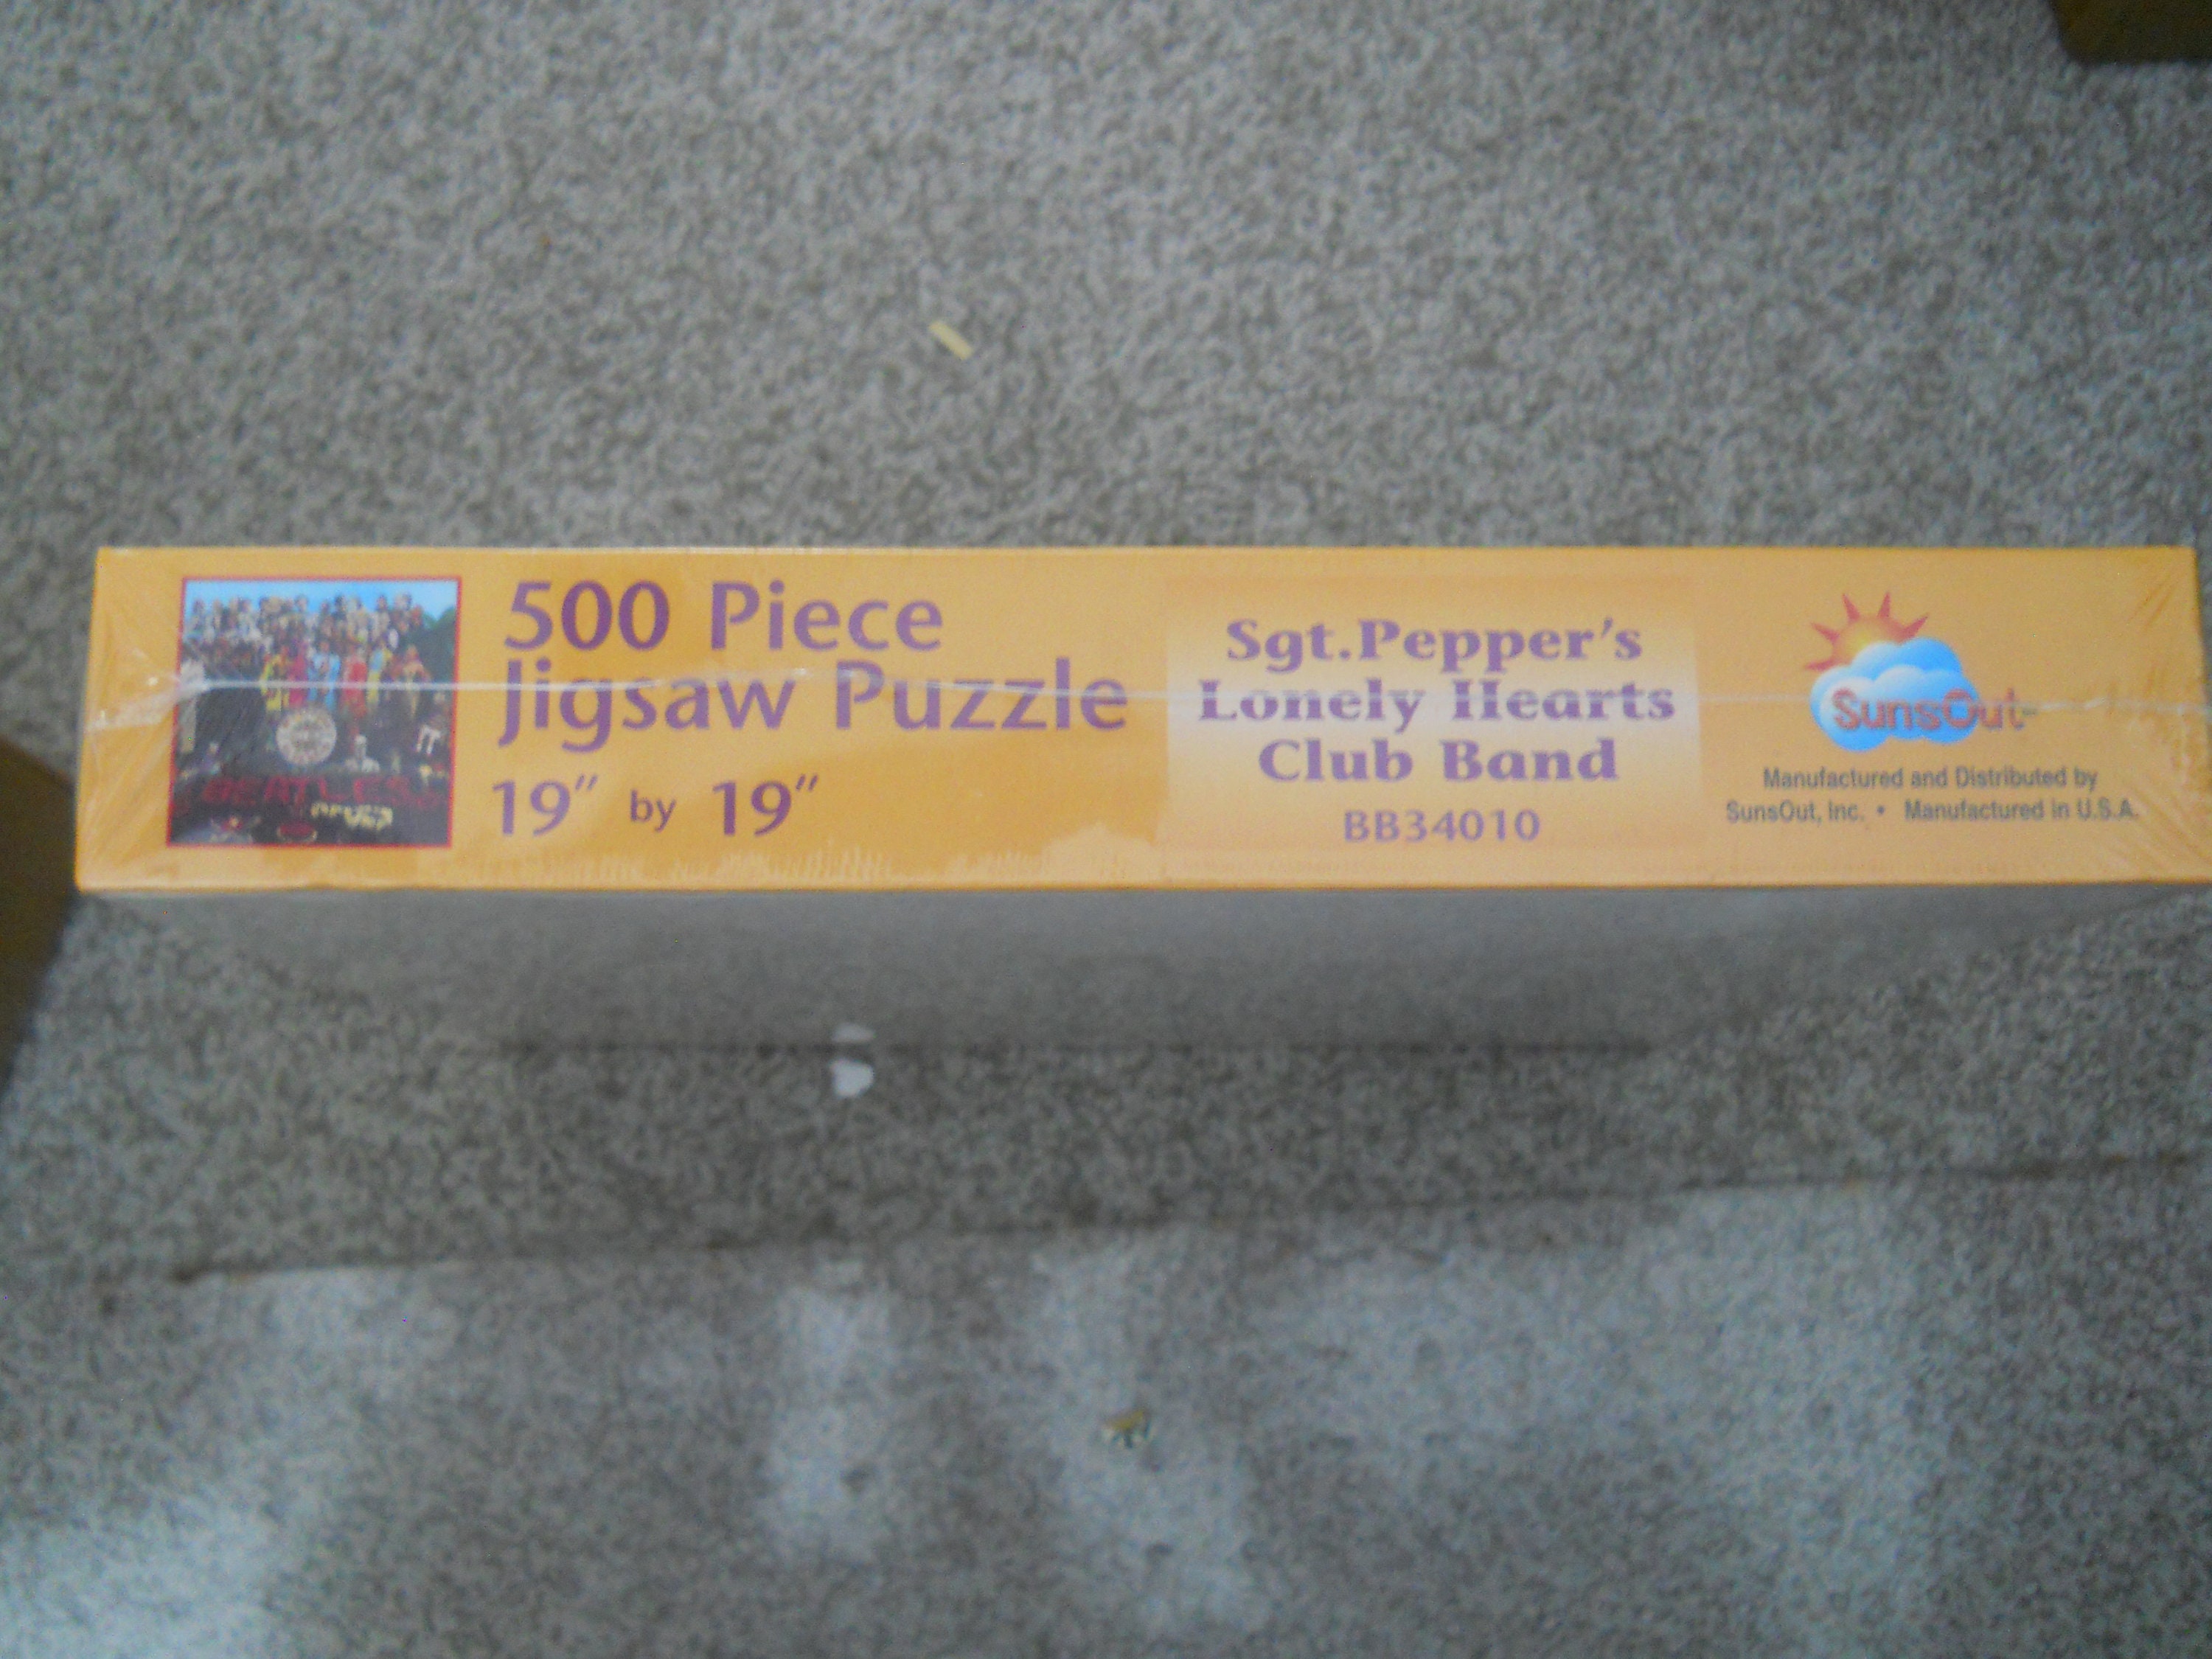 500 Piece
Jigsaw Puzzle
19" by 19"
BEATLES
Sgt.Pepper's
Lonely Hearts
Club Band
BB34010
SunsOut
Manufactured and Distributed by
SunsOut, Inc. • Manufactured in U.S.A.